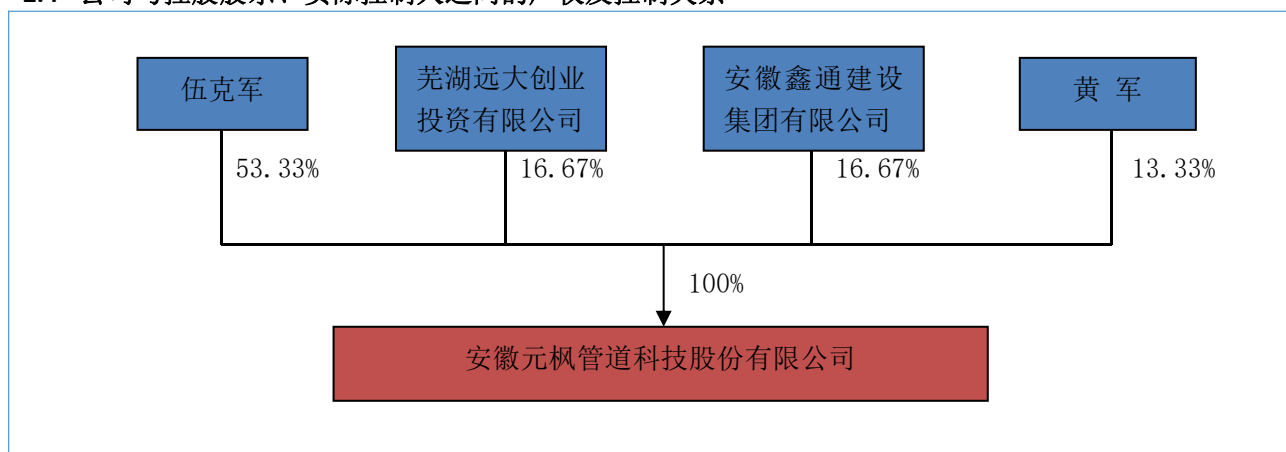 伍克军
芜湖远大创业
投资有限公司
安徽鑫通建设
集团有限公司
黄 军
53.33%
16.67%
16.67%
13.33%
100%
安徽元枫管道科技股份有限公司